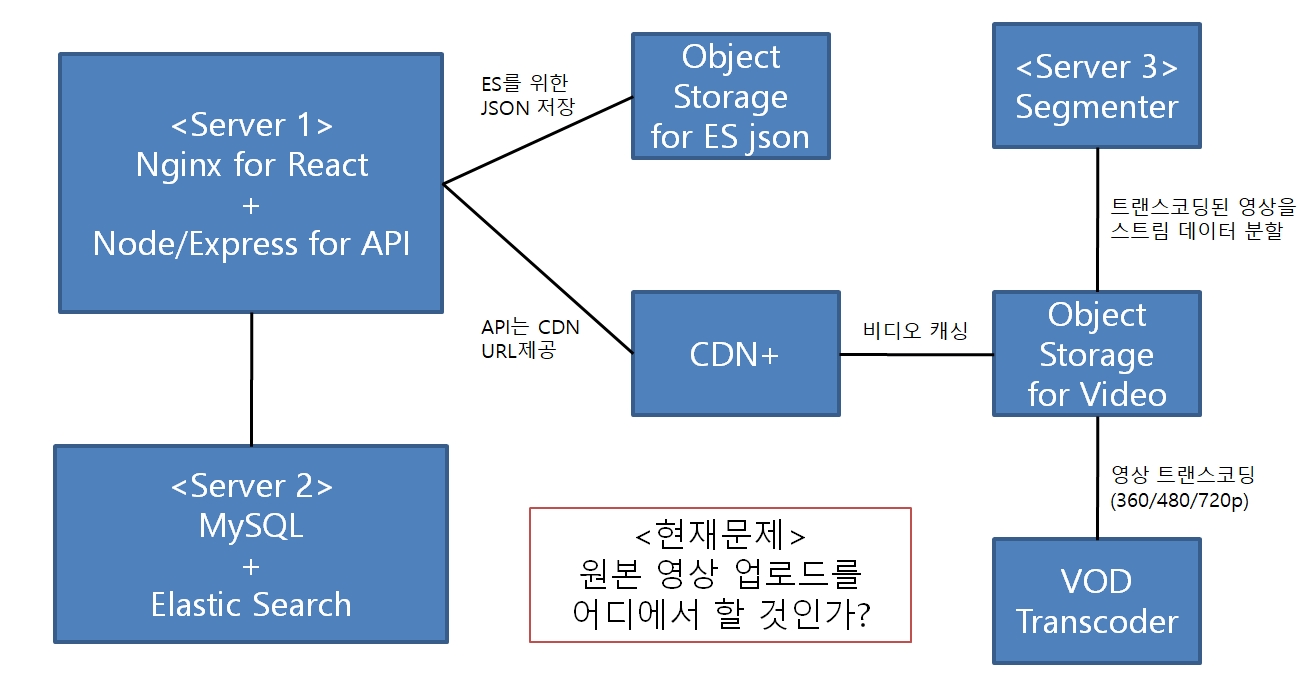 <Server 1>
Nginx for React
+
Node/Express for API
ES를 위한
JSON 저장
Object
Storage
for ES json
<Server 3>
Segmenter
트랜스코딩된 영상을
스트림 데이터 분할
API는 CDN
URL제공
CDN+
비디오 캐싱
Object
Storage
for Video
<Server 2>
MySQL
+
Elastic Search
<현재문제>
원본 영상 업로드를
어디에서 할 것인가?
영상 트랜스코딩
(360/480/720p)
VOD
Transcoder